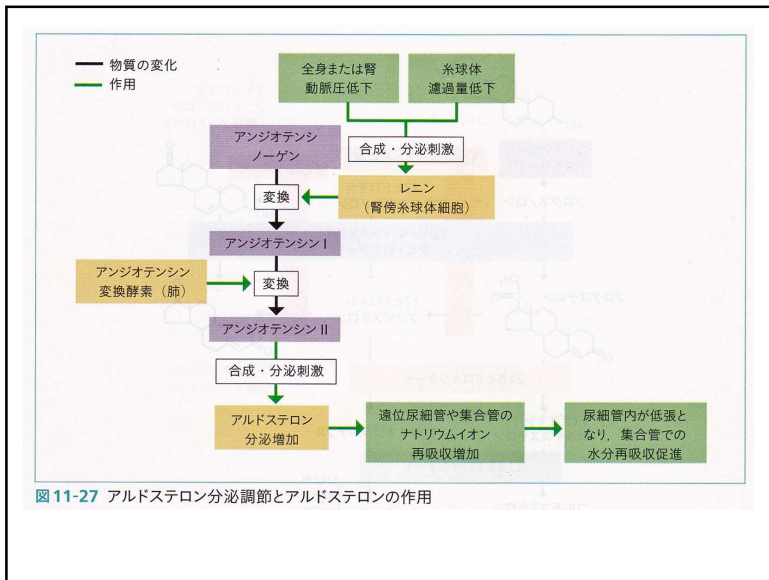 物質の変化
作用
全身または腎
動脈圧低下
糸球体
濾過量低下
アンジオテンシ
ノーゲン
合成・分泌刺激
変換
レニン
（腎傍糸球体細胞）
アンジオテンシンⅠ
アンジオテンシン
変換酵素（肺）
変換
アンジオテンシンⅡ
合成・分泌刺激
アルドステロン
分泌増加
遠位尿細管や集合管の
ナトリウムイオン
再吸収増加
尿細管内が低張と
なり，集合管での
水分再吸収促進
図11-27 アルドステロン分泌調節とアルドステロンの作用